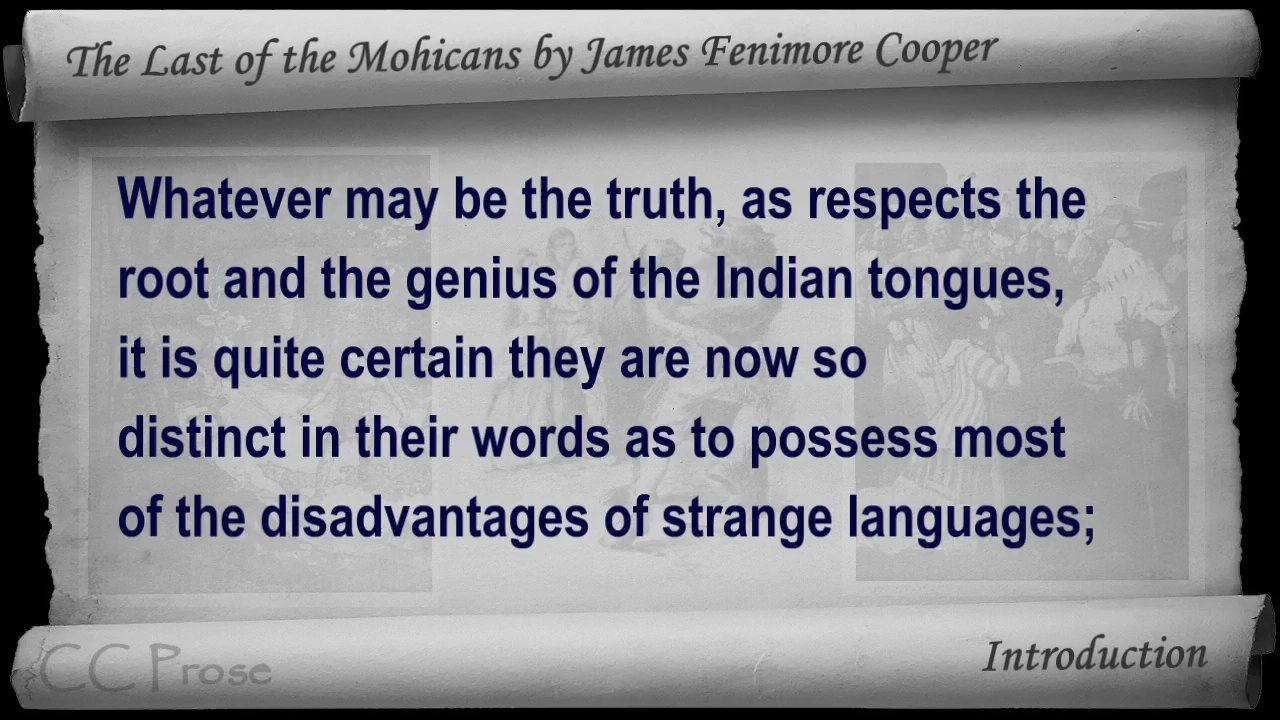 The Last of the Mohicans by James Fenimore Cooper
Whatever may be the truth, as respects the
root and the genius of the Indian tongues,
it is quite certain they are now so
distinct in their words as to possess most
of the disadvantages of strange languages;
CC Prose
Introduction